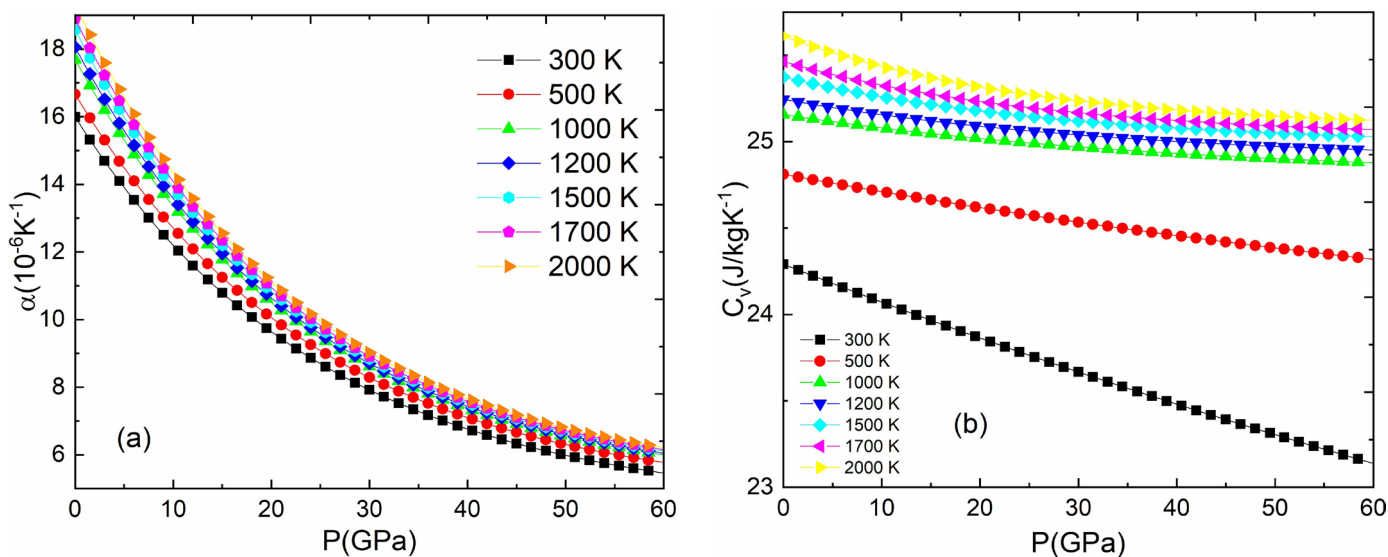 18
16
14
12
10
8
6
α(10⁻⁶K⁻¹)
300 K
500 K
1000 K
1200 K
1500 K
1700 K
2000 K
(a)
0 10 20 30 40 50 60
P(GPa)
25
24
23
Cᵥ(J/kgK⁻¹)
300 K
500 K
1000 K
1200 K
1500 K
1700 K
2000 K
(b)
0 10 20 30 40 50 60
P(GPa)